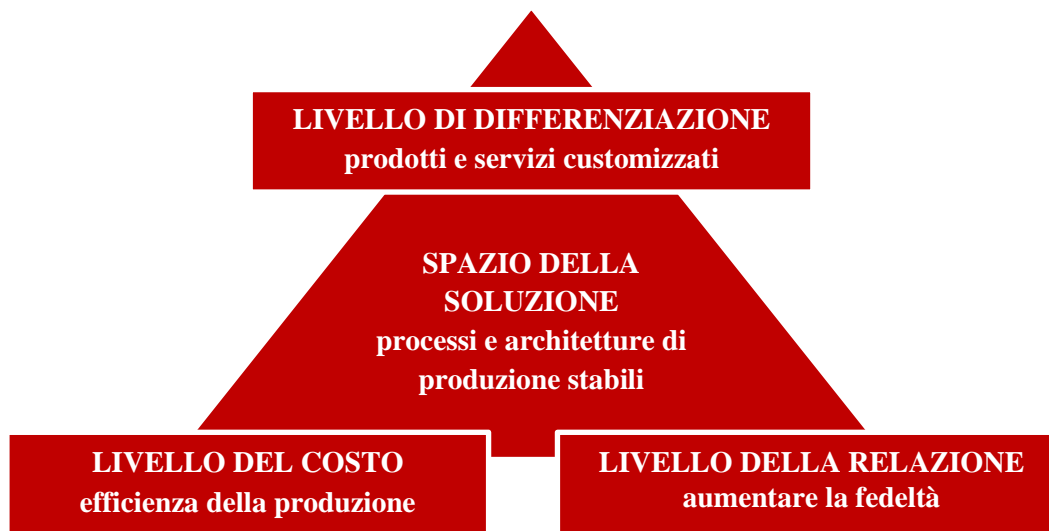 LIVELLO DI DIFFERENZIAZIONE
prodotti e servizi customizzati
SPAZIO DELLA
SOLUZIONE
processi e architetture di
produzione stabili
LIVELLO DEL COSTO
efficienza della produzione
LIVELLO DELLA RELAZIONE
aumentare la fedeltà